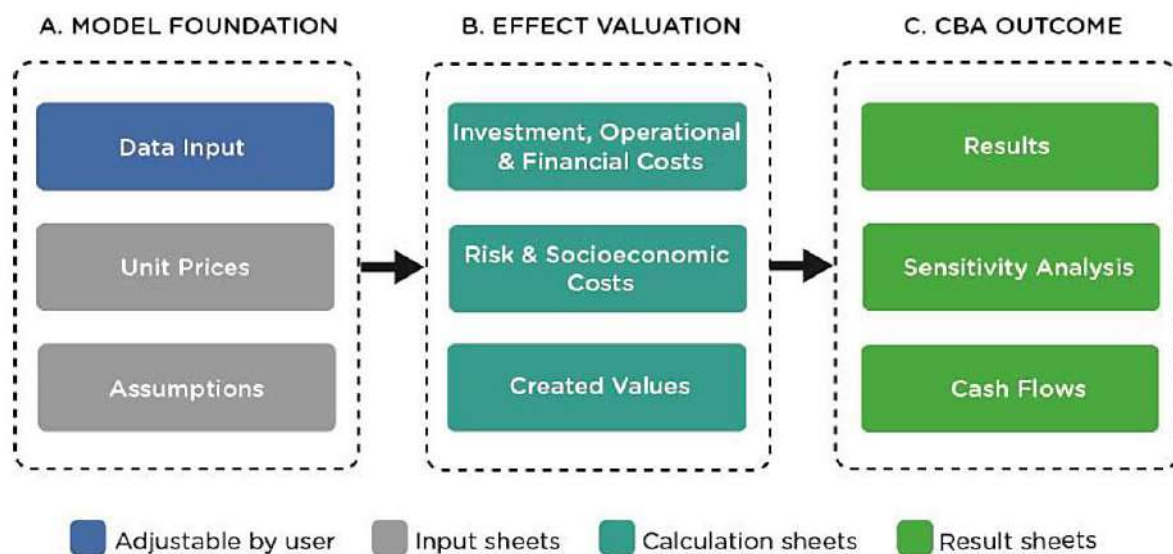 A. MODEL FOUNDATION
B. EFFECT VALUATION
C. CBA OUTCOME
Data Input
Unit Prices
Assumptions
Investment, Operational
& Financial Costs
Risk & Socioeconomic
Costs
Created Values
Results
Sensitivity Analysis
Cash Flows
Adjustable by user
Input sheets
Calculation sheets
Result sheets